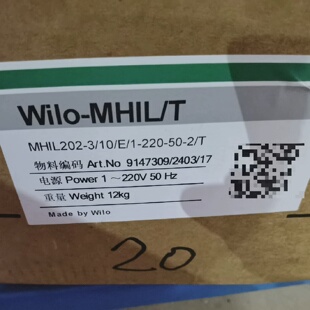 Wilo-MHIL/T
MHIL202-3/10/E/1-220-50-2/T
物料编码 Art.No 9147309/2403/17
电源 Power 1 ~220V 50 Hz
重量 Weight 12kg
Made by Wilo
20